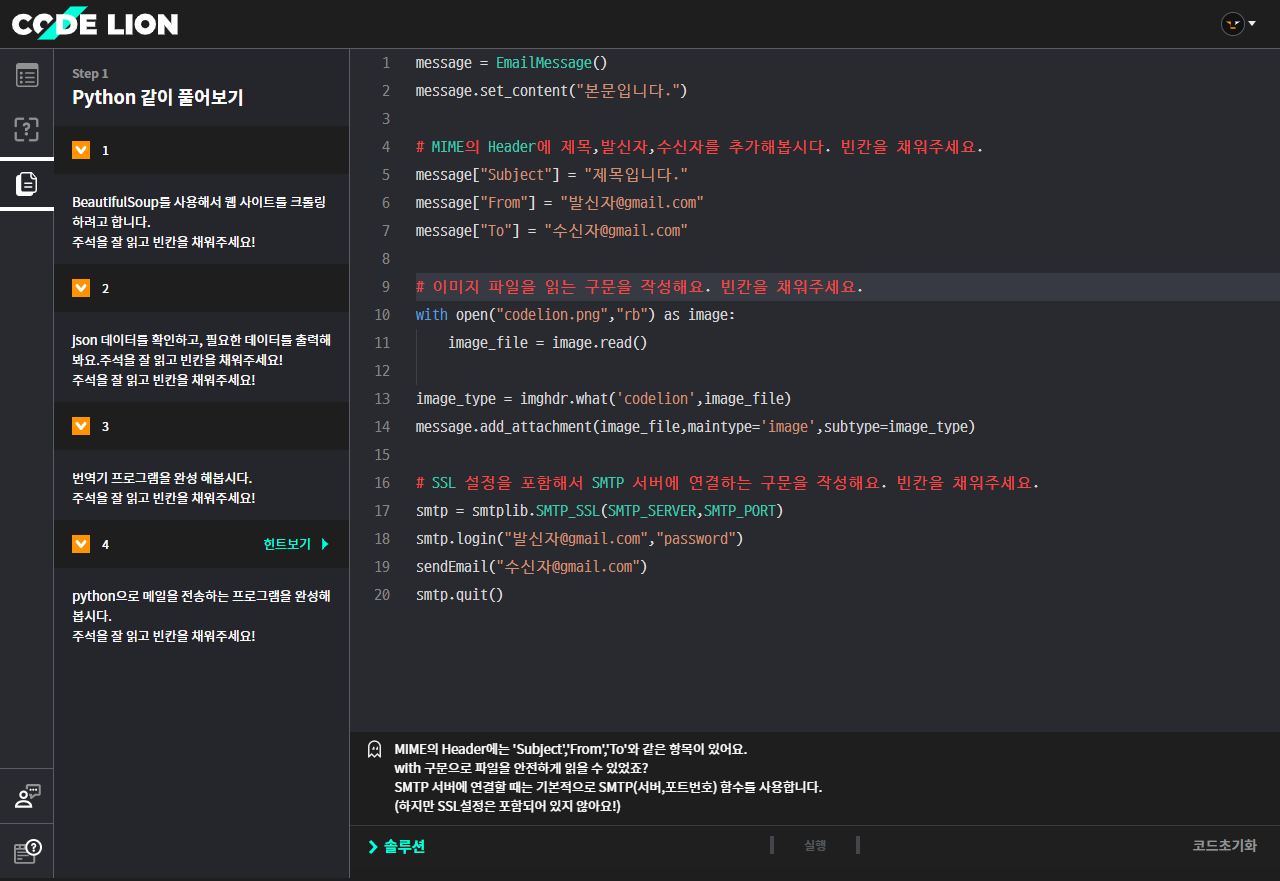 CODE LION
Step 1
Python 같이 풀어보기
1
BeautifulSoup를 사용해서 웹 사이트를 크롤링
하려고 합니다.
주석을 잘 읽고 빈칸을 채워주세요!
2
json 데이터를 확인하고, 필요한 데이터를 출력해
봐요.주석을 잘 읽고 빈칸을 채워주세요!
주석을 잘 읽고 빈칸을 채워주세요!
3
번역기 프로그램을 완성 해봅시다.
주석을 잘 읽고 빈칸을 채워주세요!
4 힌트보기
python으로 메일을 전송하는 프로그램을 완성해
봅시다.
주석을 잘 읽고 빈칸을 채워주세요!
1 message = EmailMessage()
2 message.set_content("본문입니다.")
3
4 # MIME의 Header에 제목,발신자,수신자를 추가해봅시다. 빈칸을 채워주세요.
5 message["Subject"] = "제목입니다."
6 message["From"] = "발신자@gmail.com"
7 message["To"] = "수신자@gmail.com"
8
9 # 이미지 파일을 읽는 구문을 작성해요. 빈칸을 채워주세요.
10 with open("codelion.png","rb") as image:
11     image_file = image.read()
12
13 image_type = imghdr.what('codelion',image_file)
14 message.add_attachment(image_file,maintype='image',subtype=image_type)
15
16 # SSL 설정을 포함해서 SMTP 서버에 연결하는 구문을 작성해요. 빈칸을 채워주세요.
17 smtp = smtplib.SMTP_SSL(SMTP_SERVER,SMTP_PORT)
18 smtp.login("발신자@gmail.com","password")
19 sendEmail("수신자@gmail.com")
20 smtp.quit()
MIME의 Header에는 'Subject','From','To'와 같은 항목이 있어요.
with 구문으로 파일을 안전하게 읽을 수 있었죠?
SMTP 서버에 연결할 때는 기본적으로 SMTP(서버,포트번호) 함수를 사용합니다.
(하지만 SSL설정은 포함되어 있지 않아요!)
솔루션 실행 코드초기화